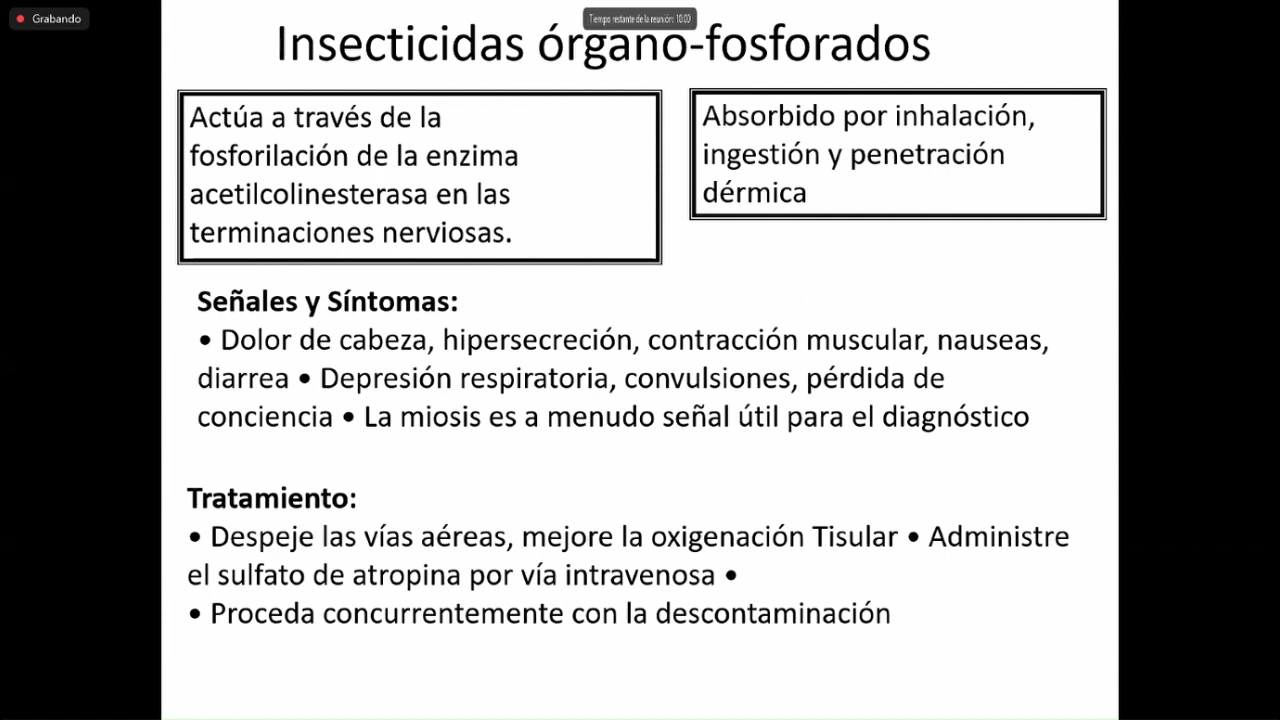 Grabando
Tiempo restante de la reunión: 10:00
Insecticidas órgano-fosforados
Actúa a través de la
fosforilación de la enzima
acetilcolinesterasa en las
terminaciones nerviosas.
Absorbido por inhalación,
ingestión y penetración
dérmica
Señales y Síntomas:
• Dolor de cabeza, hipersecreción, contracción muscular, nauseas,
diarrea • Depresión respiratoria, convulsiones, pérdida de
conciencia • La miosis es a menudo señal útil para el diagnóstico
Tratamiento:
• Despeje las vías aéreas, mejore la oxigenación Tisular • Administre
el sulfato de atropina por vía intravenosa •
• Proceda concurrentemente con la descontaminación